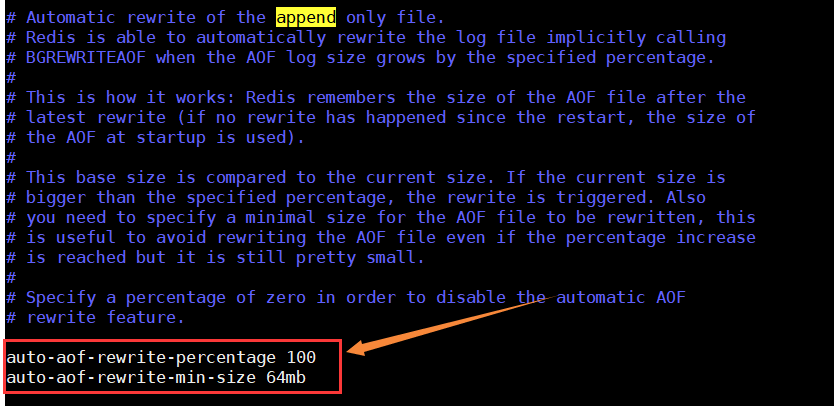 # Automatic rewrite of the append only file.
# Redis is able to automatically rewrite the log file implicitly calling
# BGREWRITEAOF when the AOF log size grows by the specified percentage.
#
# This is how it works: Redis remembers the size of the AOF file after the
# latest rewrite (if no rewrite has happened since the restart, the size of
# the AOF at startup is used).
#
# This base size is compared to the current size. If the current size is
# bigger than the specified percentage, the rewrite is triggered. Also
# you need to specify a minimal size for the AOF file to be rewritten, this
# is useful to avoid rewriting the AOF file even if the percentage increase
# is reached but it is still pretty small.
#
# Specify a percentage of zero in order to disable the automatic AOF
# rewrite feature.
auto-aof-rewrite-percentage 100
auto-aof-rewrite-min-size 64mb